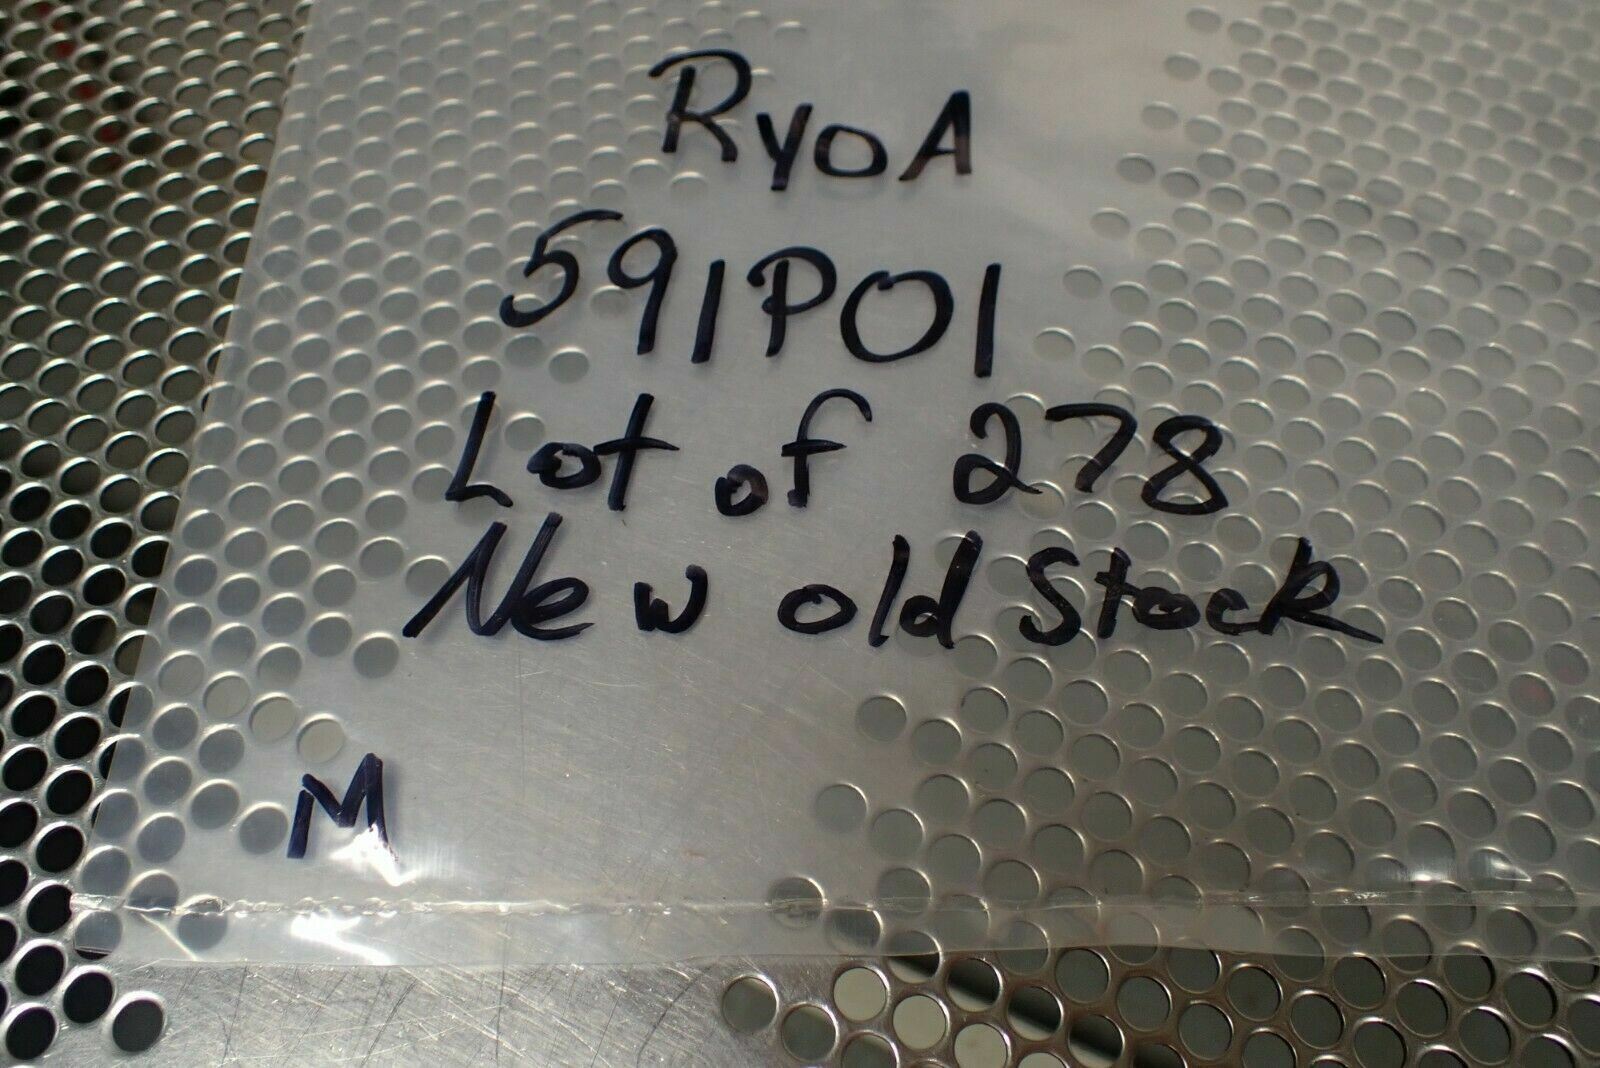 RyoA
591P01
Lot of 278
New old Stock
M